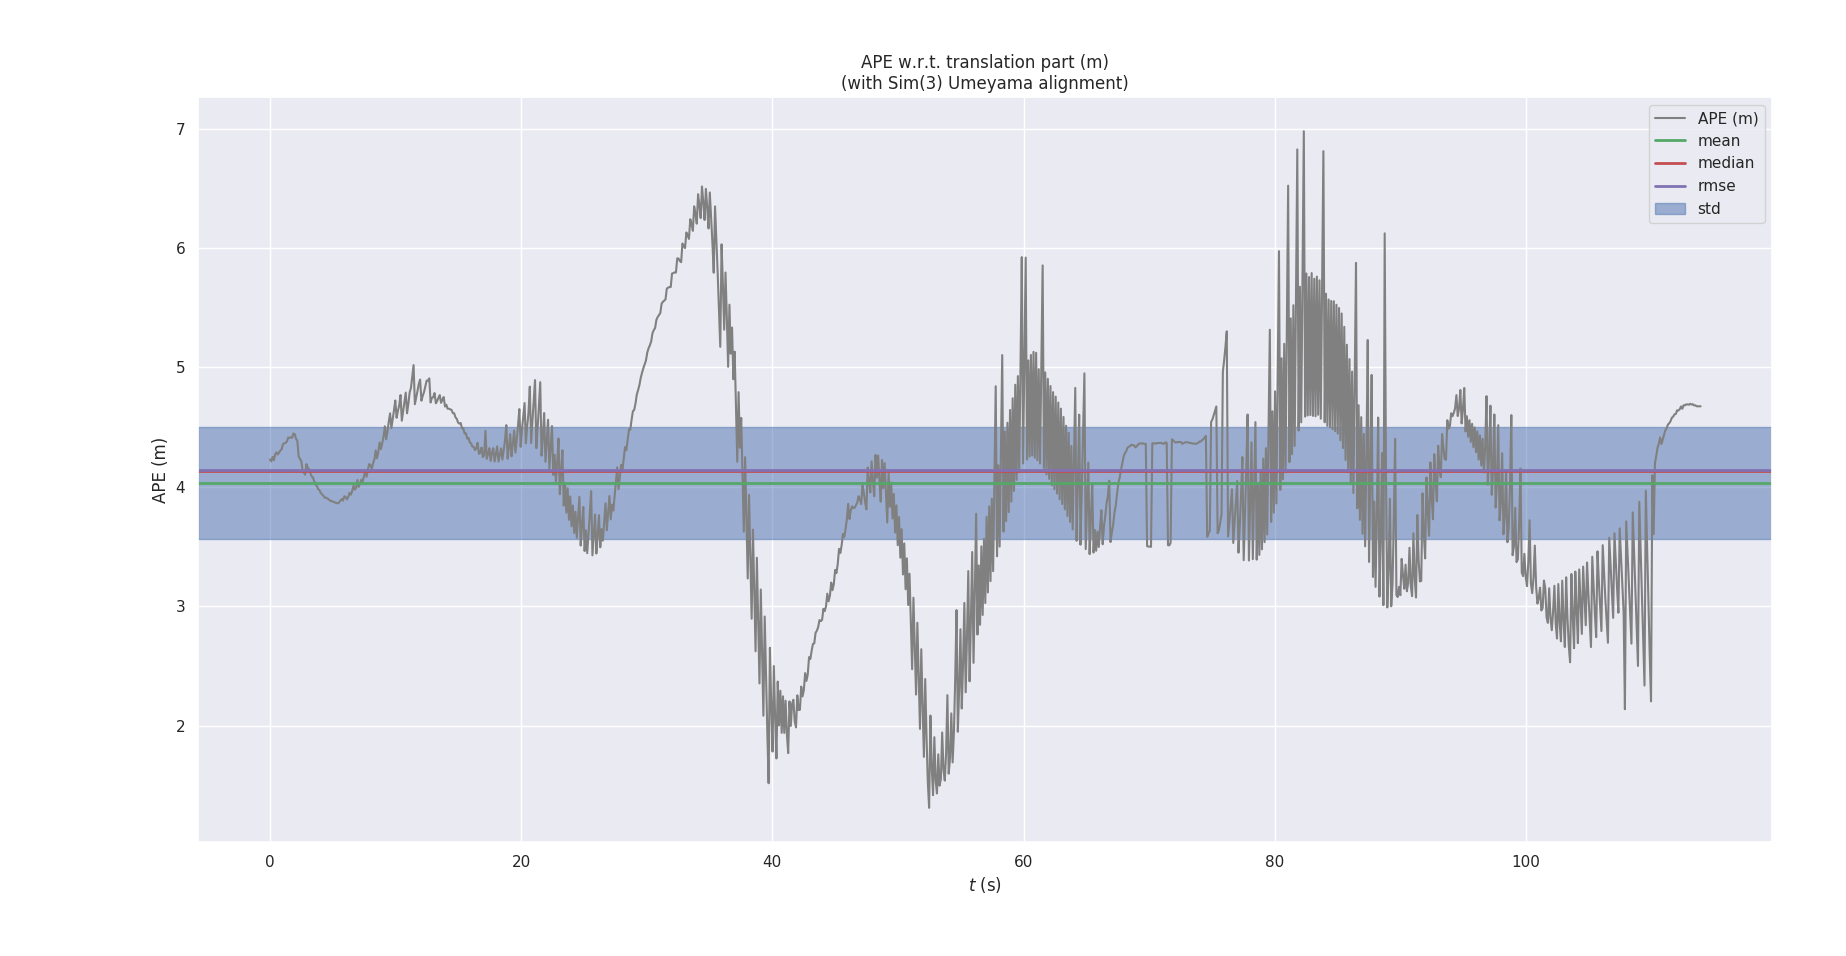 APE w.r.t. translation part (m)
(with Sim(3) Umeyama alignment)
APE (m)
mean
median
rmse
std
7
6
5
4
3
2
APE (m)
0 20 40 60 80 100
t (s)